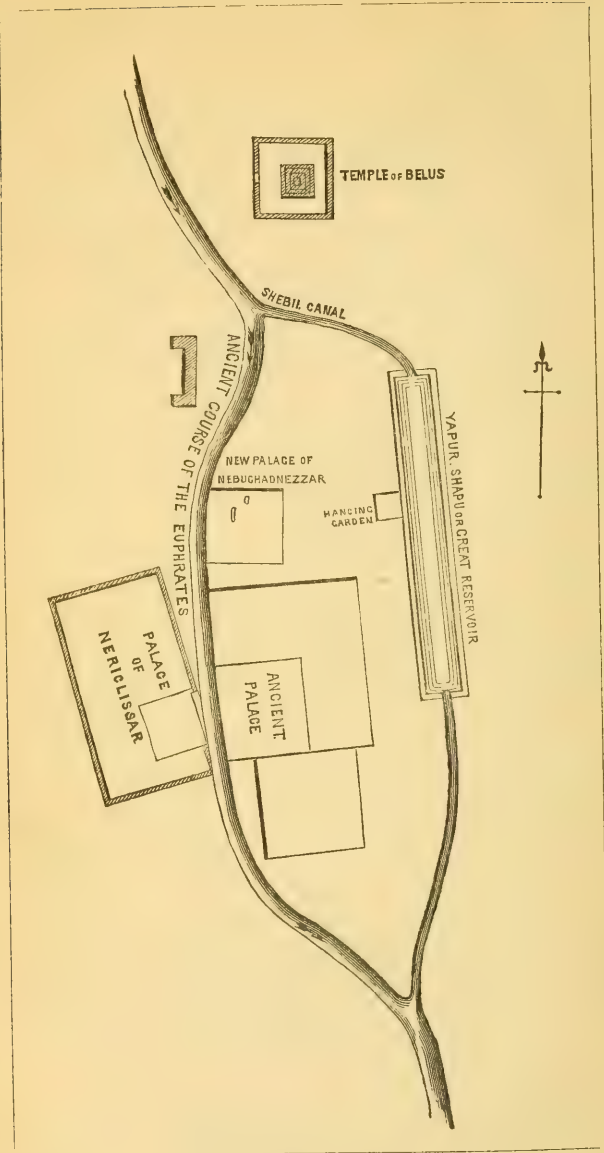 TEMPLE OF BELUS
SHEBIL CANAL
ANCIENT COURSE OF THE EUPHRATES
YAPUR. SHAPU OR GREAT RESERVOIR
NEW PALACE OF
NEBUCHADNEZZAR
HANGING
GARDEN
PALACE
OF
NERICLISSAR
ANCIENT
PALACE